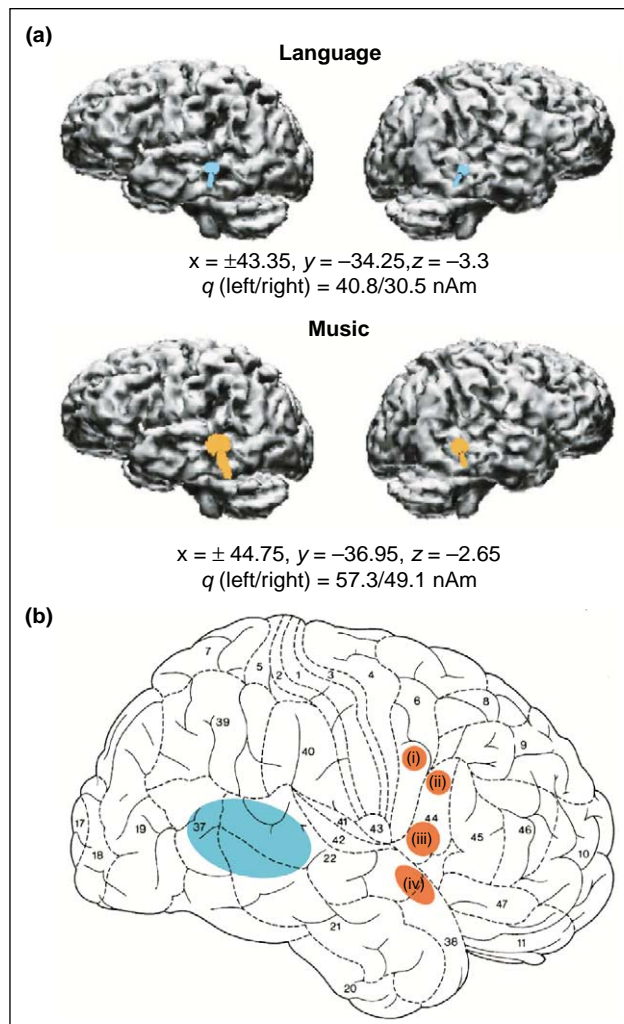 (a)
Language
x = ±43.35, y = –34.25,z = –3.3
q (left/right) = 40.8/30.5 nAm
Music
x = ± 44.75, y = –36.95, z = –2.65
q (left/right) = 57.3/49.1 nAm
(b)
7
5
2
1
3
4
6
8
39
9
40
(i)
(ii)
17
37
41
43
44
46
19
42
(iii)
45
10
18
22
(iv)
47
21
38
11
20